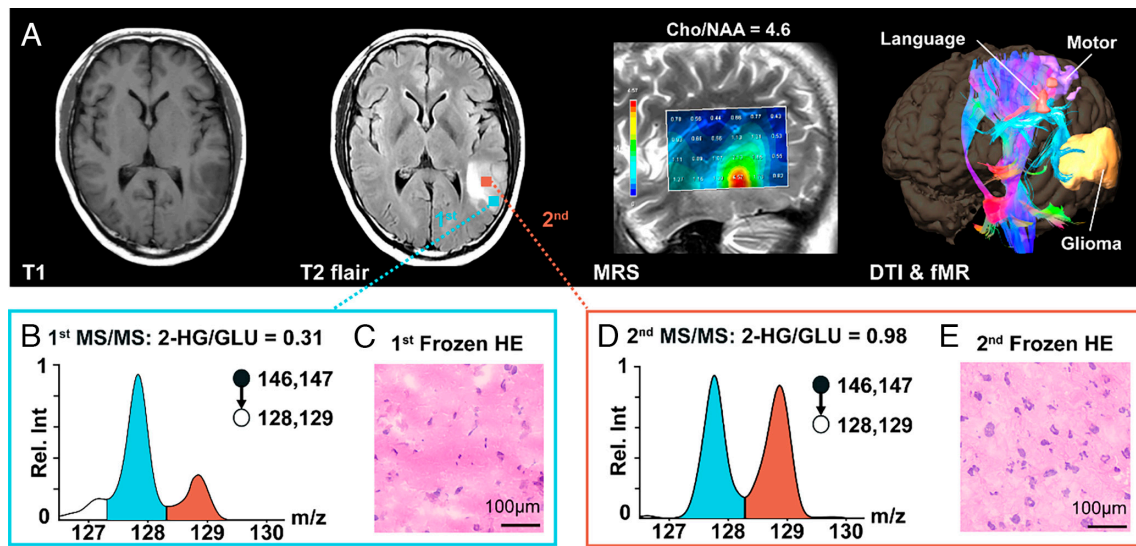 A
T1
T2 flair
1st
2nd
Cho/NAA = 4.6
MRS
Language
Motor
Glioma
DTI & fMR
B 1st MS/MS: 2-HG/GLU = 0.31
1
Rel. Int
0
146,147
128,129
127 128 129 130 m/z
C 1st Frozen HE
100μm
D 2nd MS/MS: 2-HG/GLU = 0.98
1
Rel. Int
0
146,147
128,129
127 128 129 130 m/z
E 2nd Frozen HE
100μm